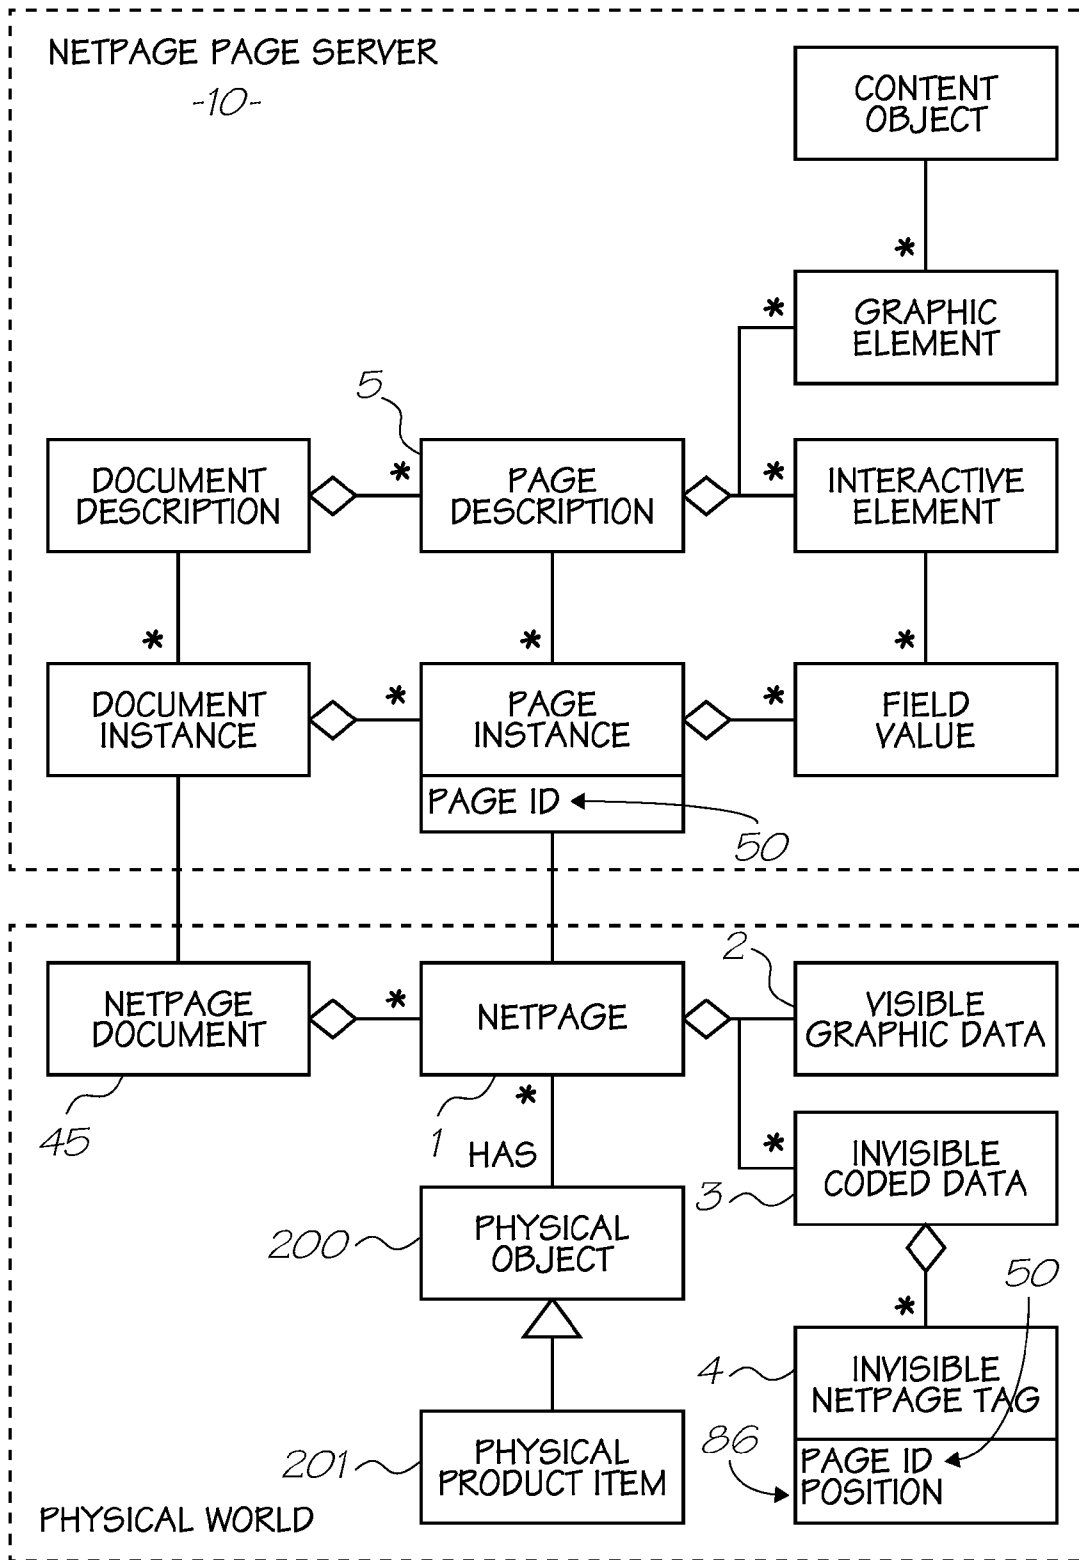 NETPAGE PAGE SERVER
-10-
CONTENT
OBJECT
*
GRAPHIC
ELEMENT
*
5
DOCUMENT
DESCRIPTION
*
PAGE
DESCRIPTION
*
INTERACTIVE
ELEMENT
*
*
*
DOCUMENT
INSTANCE
*
PAGE
INSTANCE
*
FIELD
VALUE
PAGE ID
50
2
NETPAGE
DOCUMENT
*
NETPAGE
VISIBLE
GRAPHIC DATA
45
1
*
HAS
*
3
INVISIBLE
CODED DATA
200
PHYSICAL
OBJECT
50
*
4
INVISIBLE
NETPAGE TAG
86
PAGE ID
POSITION
201
PHYSICAL
PRODUCT ITEM
PHYSICAL WORLD